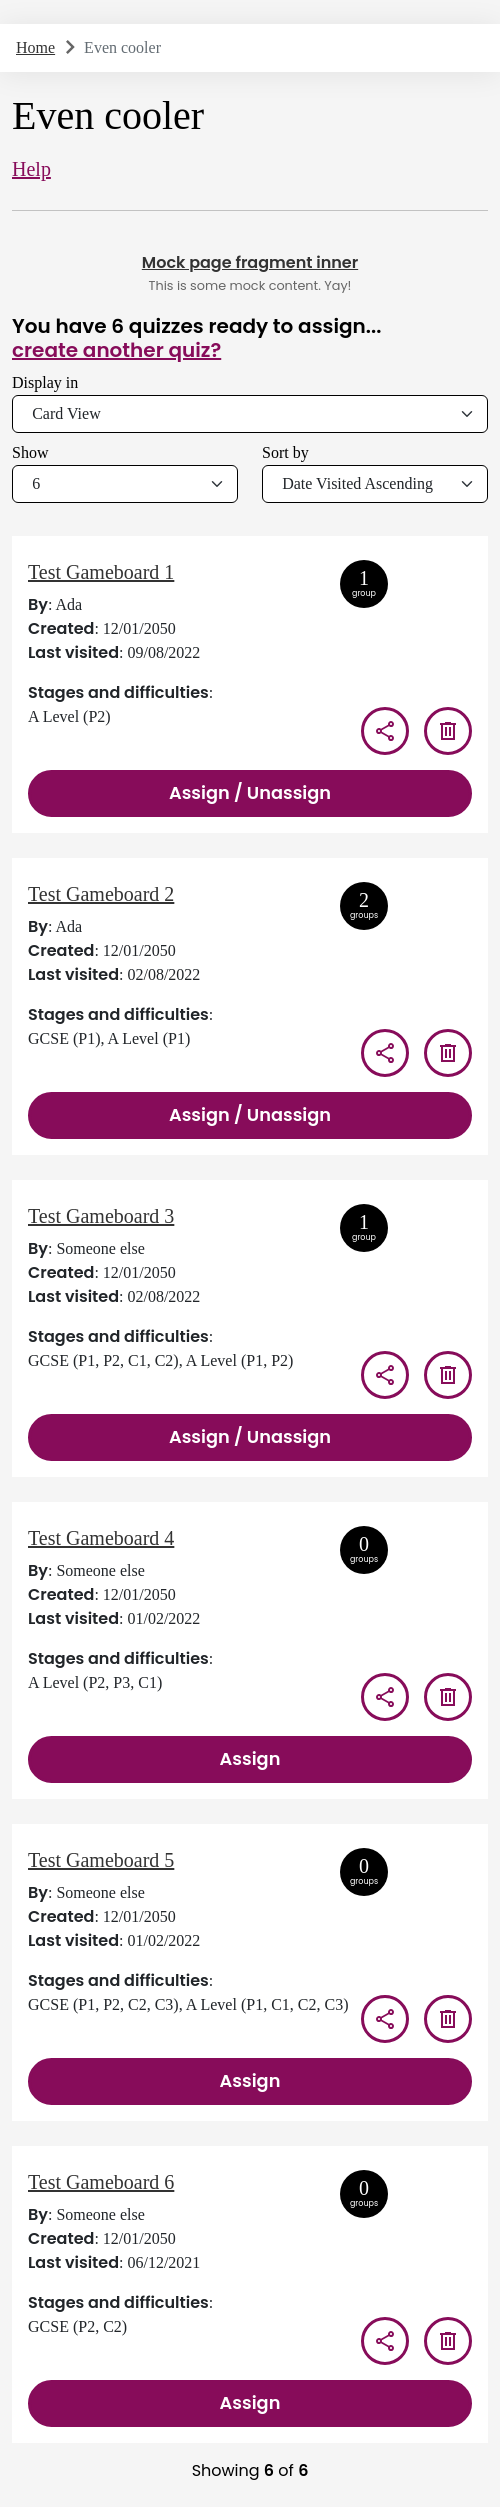 Home > Even cooler
Even cooler
Help
Mock page fragment inner
This is some mock content. Yay!
You have 6 quizzes ready to assign...
create another quiz?
Display in
Card View
Show Sort by
6 Date Visited Ascending
Test Gameboard 1
1
group
By: Ada
Created: 12/01/2050
Last visited: 09/08/2022
Stages and difficulties:
A Level (P2)
Assign / Unassign
Test Gameboard 2
2
groups
By: Ada
Created: 12/01/2050
Last visited: 02/08/2022
Stages and difficulties:
GCSE (P1), A Level (P1)
Assign / Unassign
Test Gameboard 3
1
group
By: Someone else
Created: 12/01/2050
Last visited: 02/08/2022
Stages and difficulties:
GCSE (P1, P2, C1, C2), A Level (P1, P2)
Assign / Unassign
Test Gameboard 4
0
groups
By: Someone else
Created: 12/01/2050
Last visited: 01/02/2022
Stages and difficulties:
A Level (P2, P3, C1)
Assign
Test Gameboard 5
0
groups
By: Someone else
Created: 12/01/2050
Last visited: 01/02/2022
Stages and difficulties:
GCSE (P1, P2, C2, C3), A Level (P1, C1, C2, C3)
Assign
Test Gameboard 6
0
groups
By: Someone else
Created: 12/01/2050
Last visited: 06/12/2021
Stages and difficulties:
GCSE (P2, C2)
Assign
Showing 6 of 6